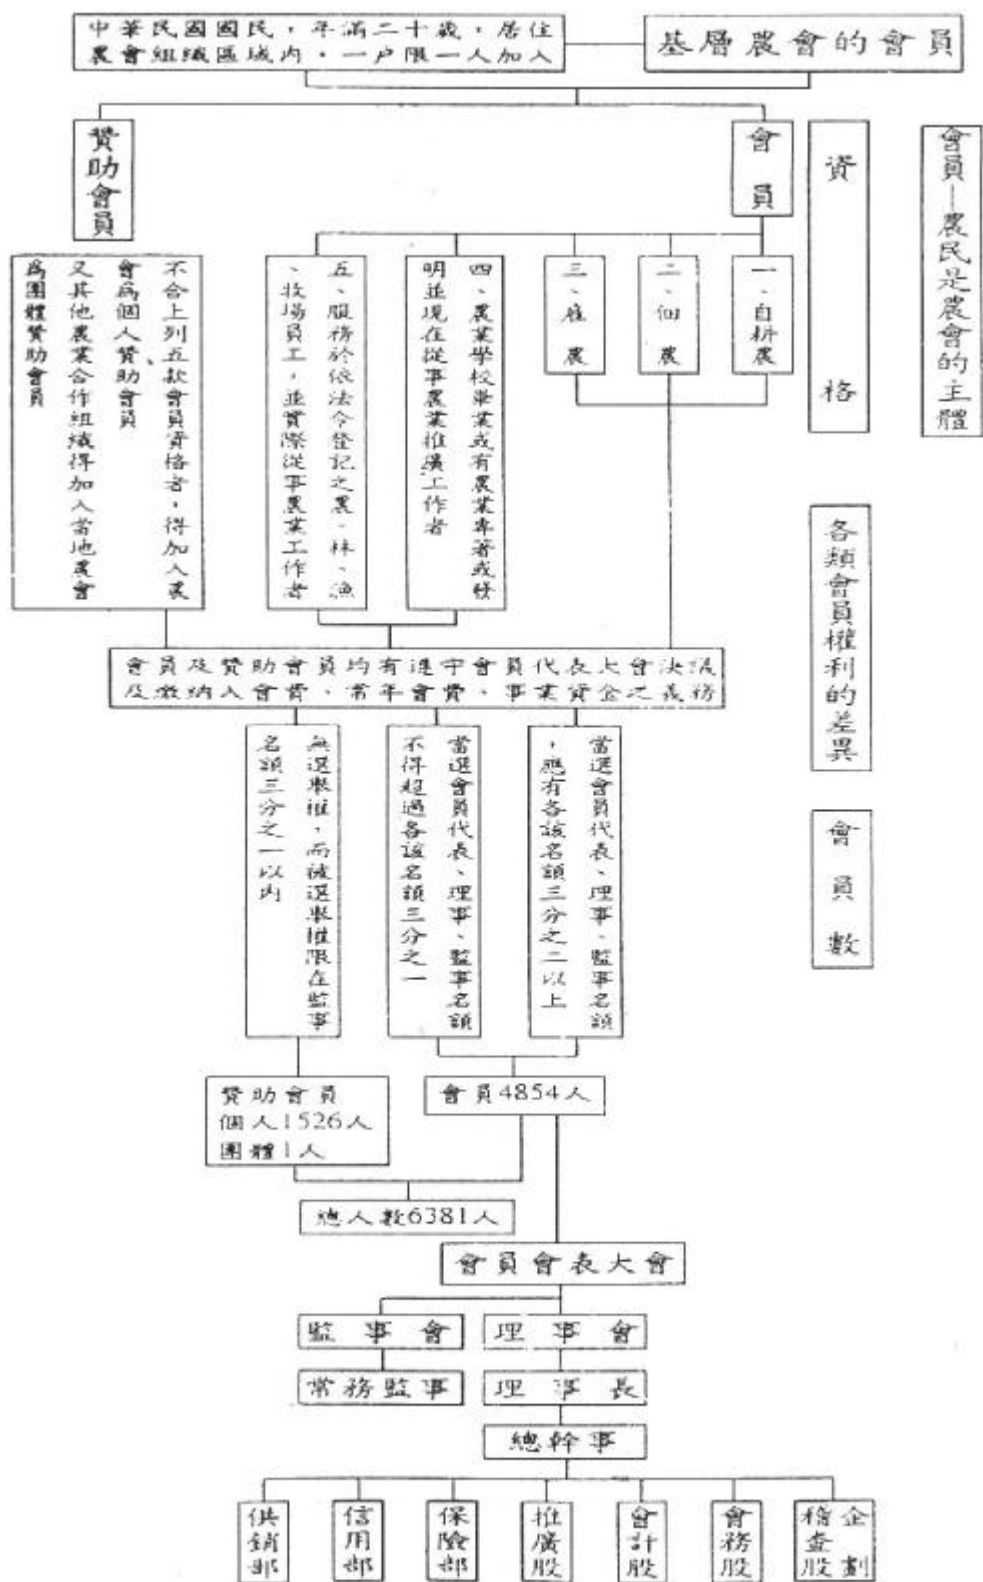 中華民國國民，年滿二十歲，居住
農會組織區域內，一户限一人加入
基層農會的會員
會員—農民是農會的主體
資格
會員
贊助會員
一、自耕農
二、佃農
三、雇農
四、農業學校畢業或有農業專著或發
明並現在從事農業推廣工作者
五、服務於依法令登記之農、林、漁
、牧場員工，並實際從事農業工作者
不合上列五款會員資格者，得加入農
會為個人贊助會員
又其他農業合作組織得加入當地農會
為團體贊助會員
各類會員權利的差異
會員及贊助會員均有遵守會員代表大會決議
及繳納入會費、常年會費、事業資金之義務
當選會員代表、理事、監事名額
，應有各該名額三分之二以上
當選會員代表、理事、監事名額
不得超過各該名額三分之一
無選舉權，而被選舉權限在監事
名額三分之一以內
會員數
會員4854人
贊助會員
個人1526人
團體1人
總人數6381人
會員會表大會
監事會
理事會
常務監事
理事長
總幹事
企劃
稽查股
會務股
會計股
推廣股
保險部
信用部
供銷部